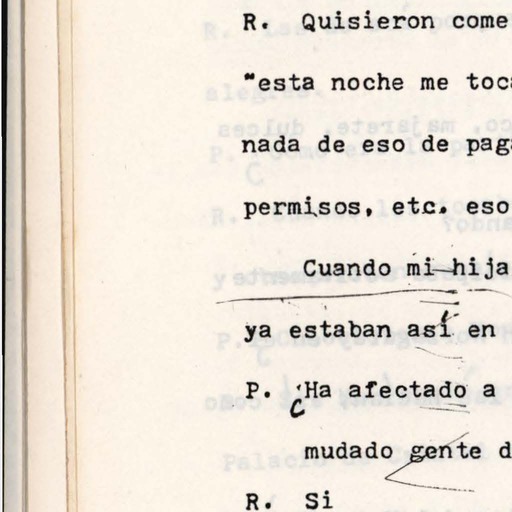 R. Quisieron come
"esta noche me toc
nada de eso de pag
permisos, etc. eso
Cuando mi hija
ya estaban así en
P. ¿Ha afectado a
mudado gente d
R. Si